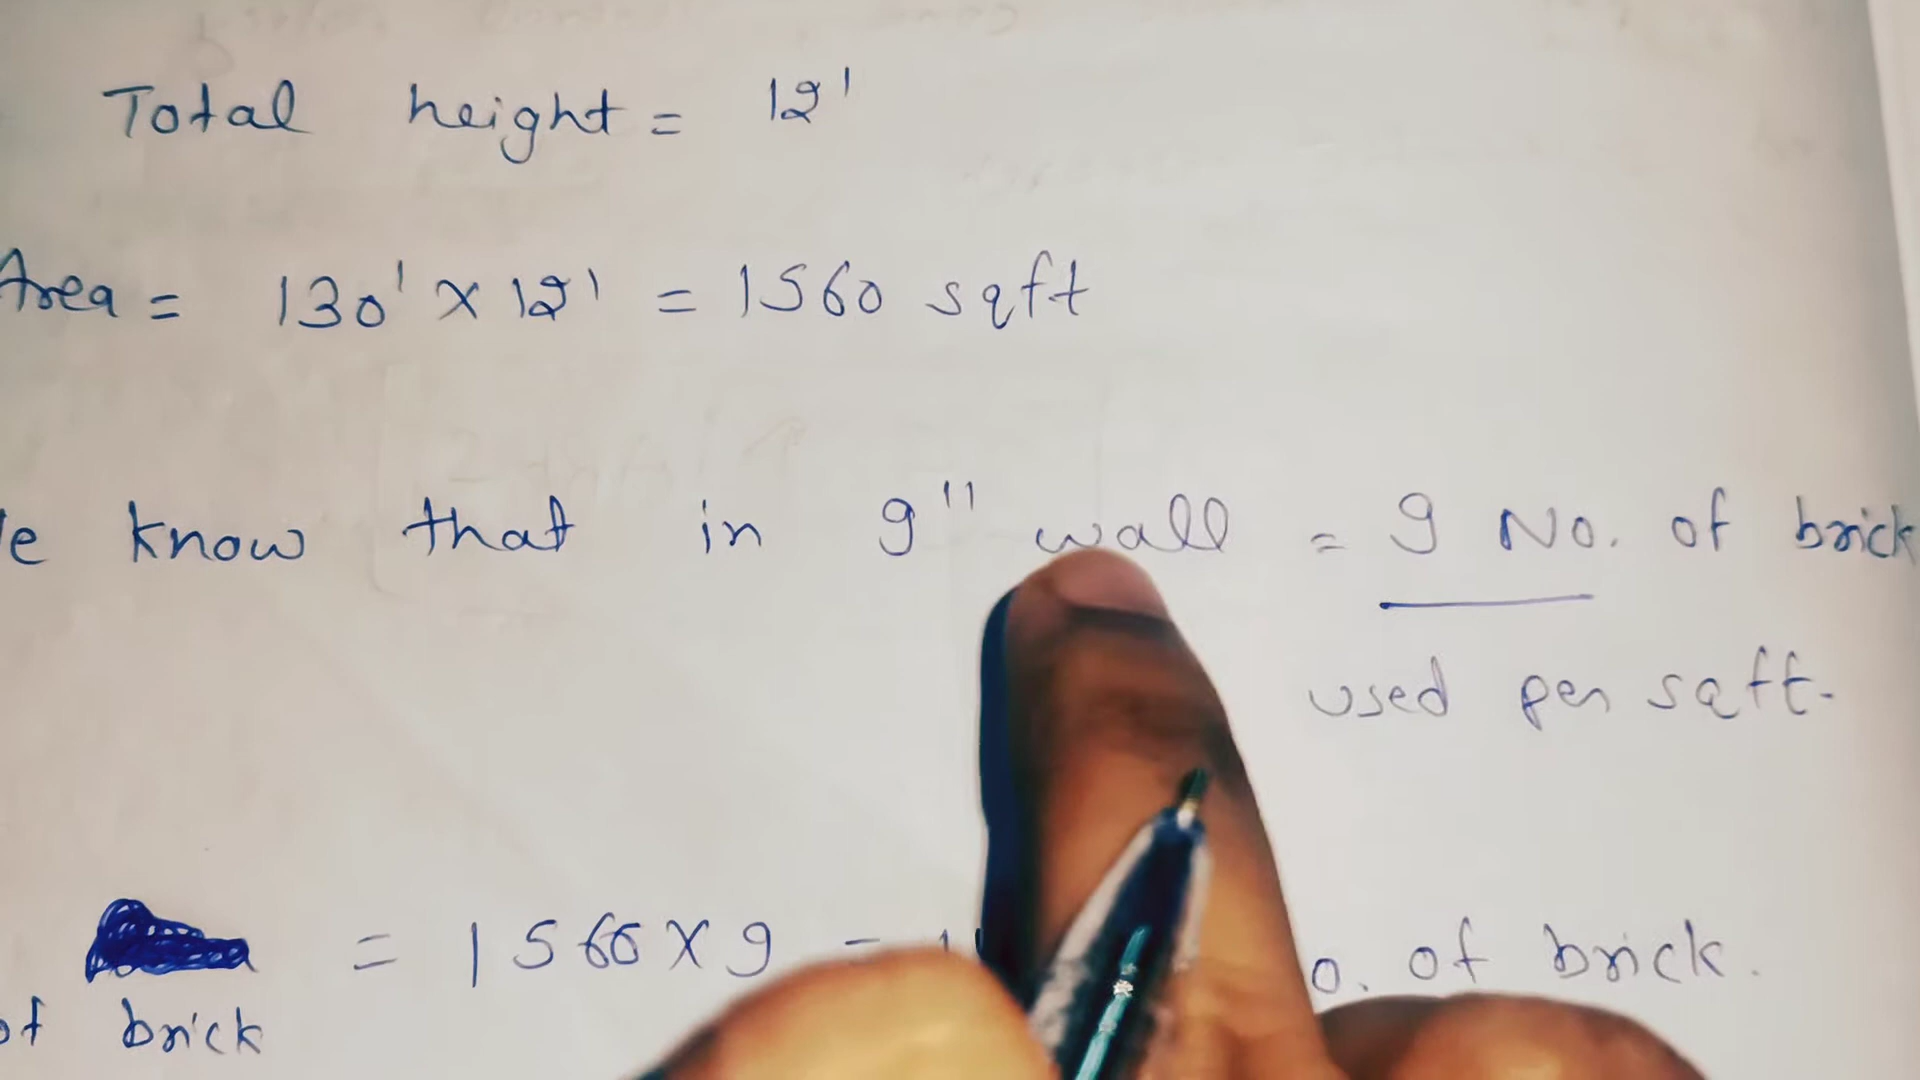 Total height = 12'
Area = 130' x 12' = 1560 sqft
know that in 9" wall = 9 No. of brick
used per sqft.
= 1560 x 9 =
of brick.
of brick